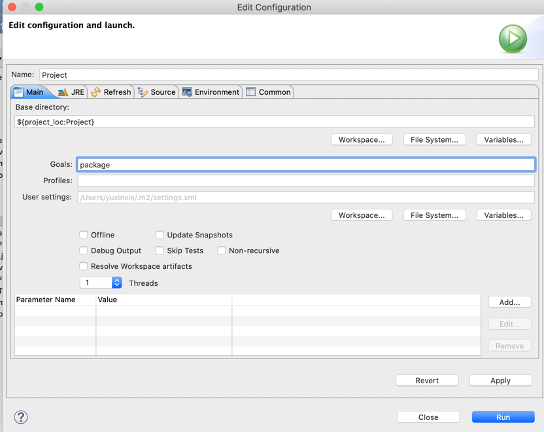 Edit Configuration
Edit configuration and launch.
Name: Project
Main JRE Refresh Source Environment Common
Base directory:
${project_loc:Project}
Workspace... File System... Variables...
Goals: package
Profiles:
User settings: /Users/yuxinxie/.m2/settings.xml
Workspace... File System... Variables...
Offline Update Snapshots
Debug Output Skip Tests Non-recursive
Resolve Workspace artifacts
1 Threads
Parameter Name Value
Add...
Edit...
Remove
Revert Apply
? Close Run